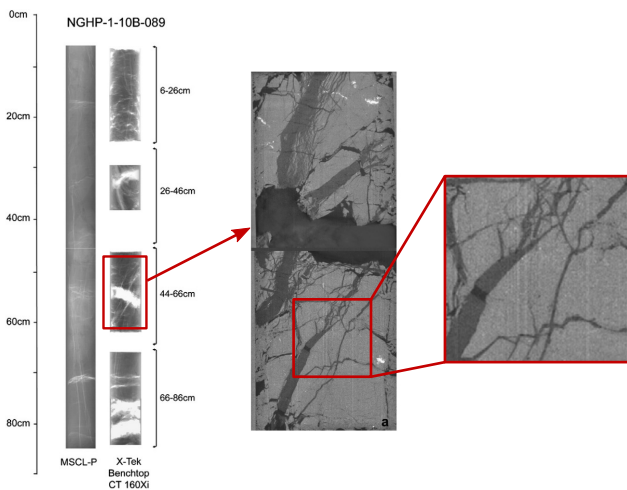 0cm
NGHP-1-10B-089
6-26cm
20cm
26-46cm
40cm
44-66cm
60cm
66-86cm
80cm
a
MSCL-P
X-Tek
Benchtop
CT 160Xi